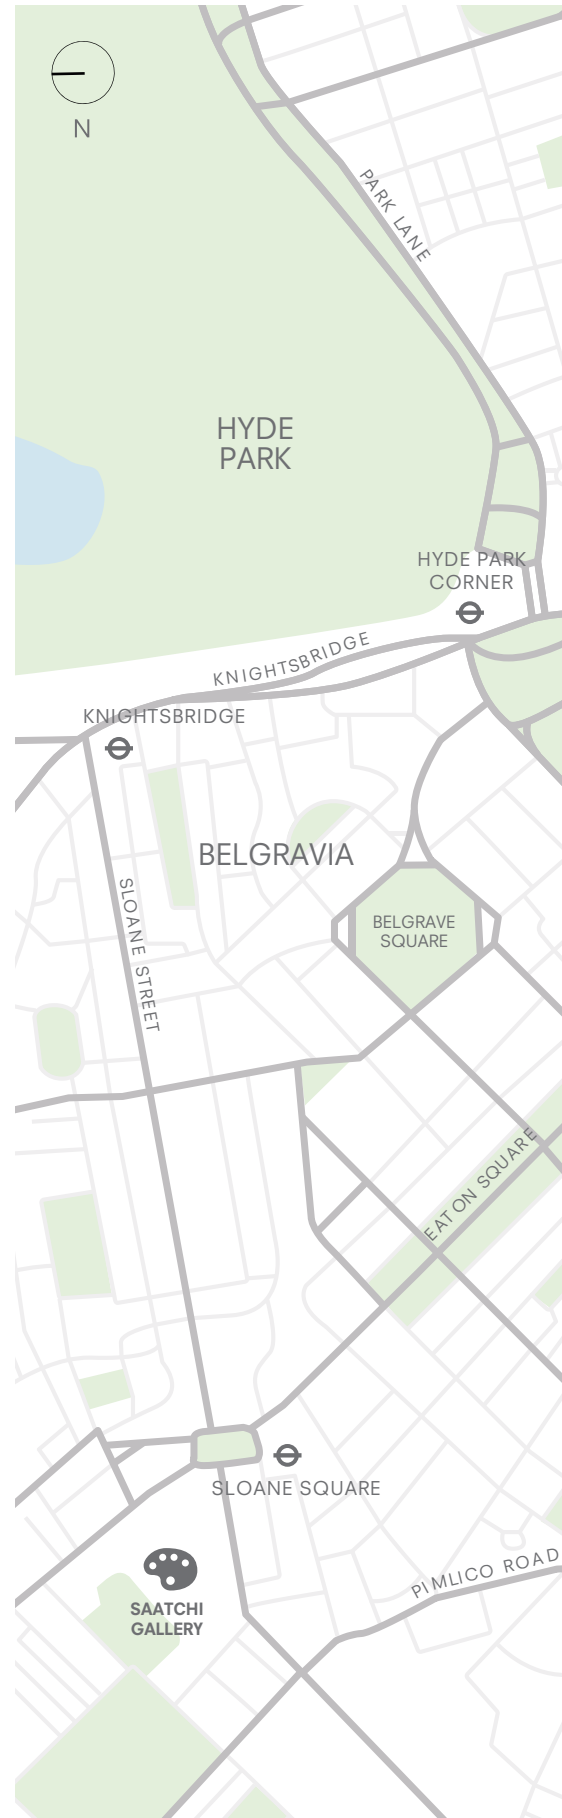 N
PARK LANE
HYDE
PARK
HYDE PARK
CORNER
KNIGHTSBRIDGE
KNIGHTSBRIDGE
BELGRAVIA
SLOANE STREET
BELGRAVE
SQUARE
EATON SQUARE
SLOANE SQUARE
PIMLICO ROAD
SAATCHI
GALLERY